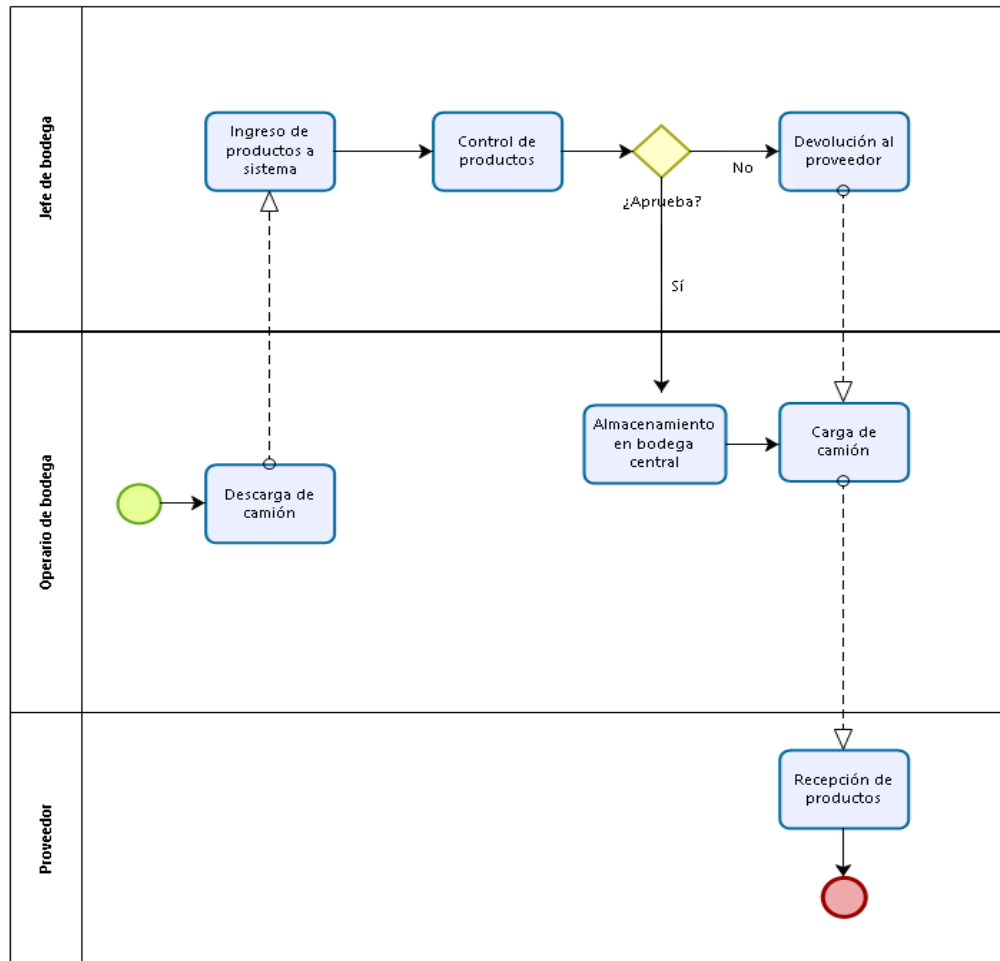 Jefe de bodega
Ingreso de
productos a
sistema
Control de
productos
¿Aprueba?
No
Sí
Devolución al
proveedor
Operario de bodega
Descarga de
camión
Almacenamiento
en bodega
central
Carga de
camión
Proveedor
Recepción de
productos